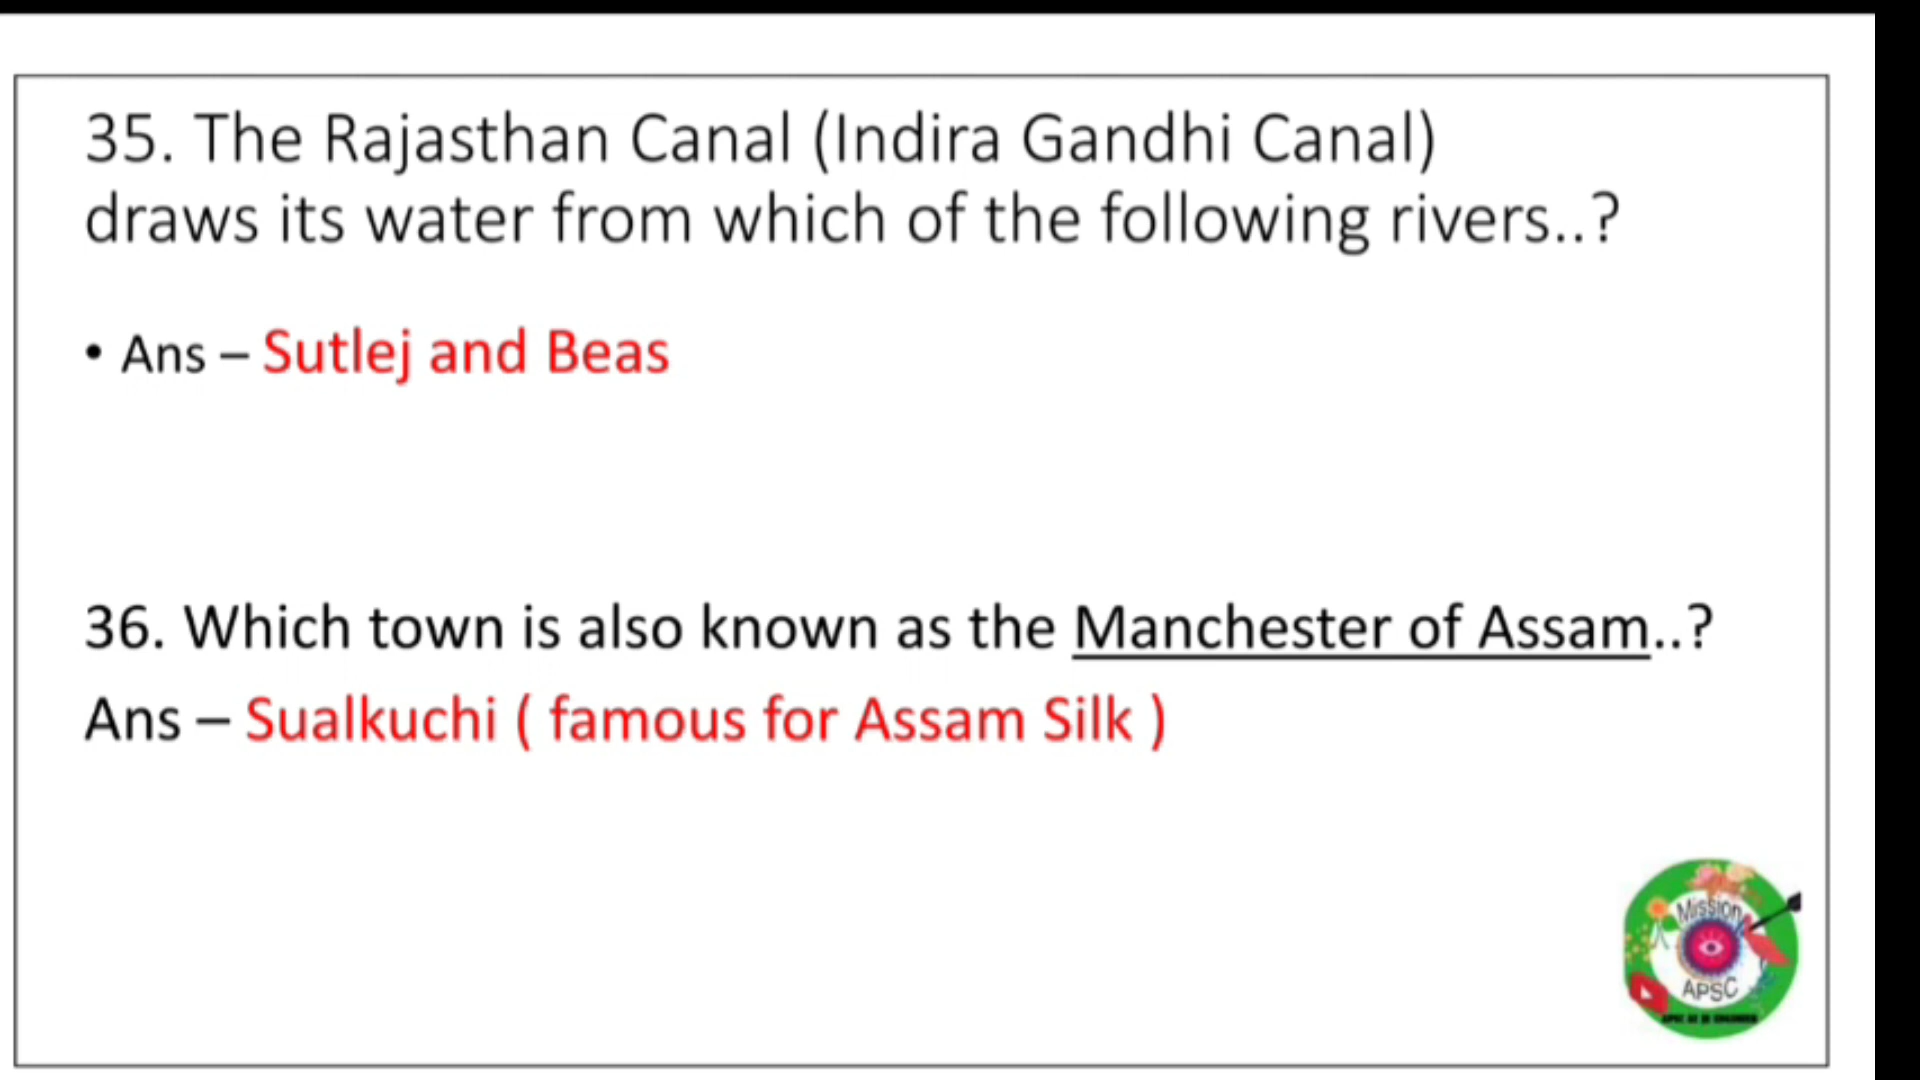 35. The Rajasthan Canal (Indira Gandhi Canal)
draws its water from which of the following rivers..?
• Ans – Sutlej and Beas
36. Which town is also known as the Manchester of Assam..?
Ans – Sualkuchi ( famous for Assam Silk )
Mission
APSC